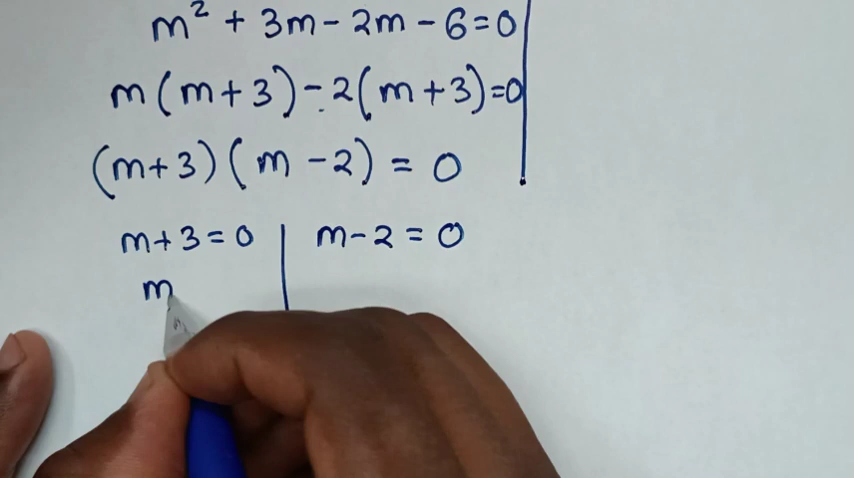 m² + 3m - 2m - 6 = 0
m(m + 3) - 2(m + 3) = 0
(m + 3)(m - 2) = 0
m + 3 = 0 | m - 2 = 0
m